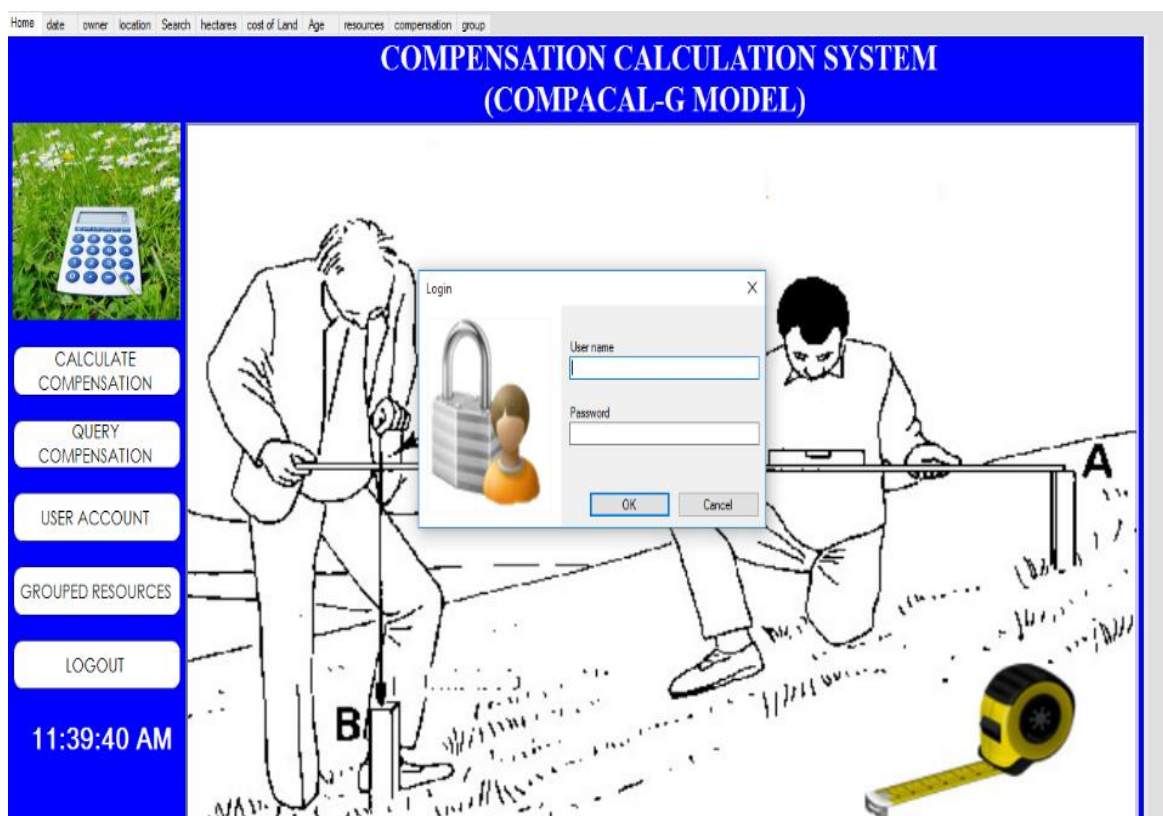 Home date owner location Search hectares cost of Land Age resources compensation group
COMPENSATION CALCULATION SYSTEM
(COMPACAL-G MODEL)
CALCULATE
COMPENSATION
QUERY
COMPENSATION
USER ACCOUNT
GROUPED RESOURCES
LOGOUT
11:39:40 AM
Login
User name
Password
OK Cancel
A
B